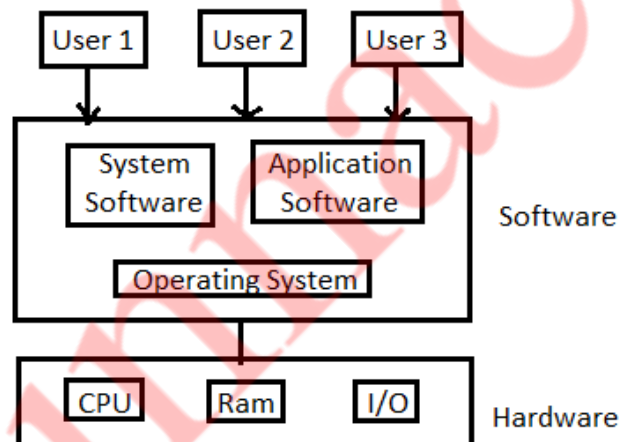 User 1
User 2
User 3
System
Software
Application
Software
Software
Operating System
CPU
Ram
I/O
Hardware